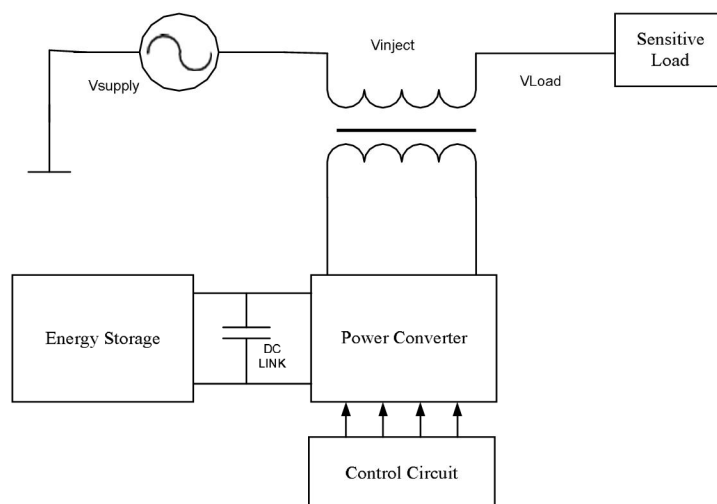 Vsupply
Vinject
VLoad
Sensitive
Load
Energy Storage
DC
LINK
Power Converter
Control Circuit